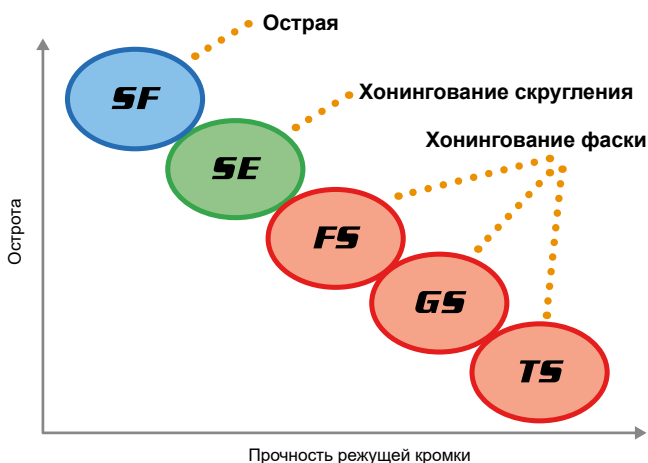 Острая
SF
Хонингование скругления
SE
Хонингование фаски
FS
GS
TS
Острота
Прочность режущей кромки